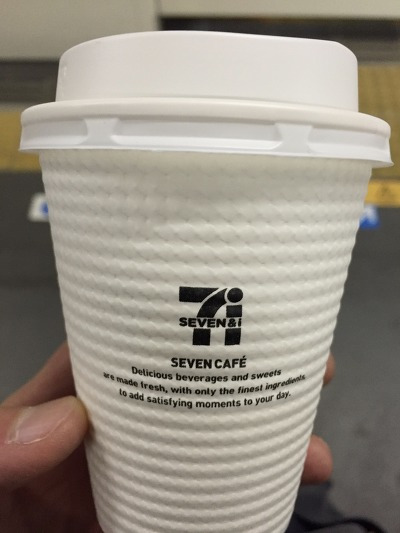 7i
SEVEN&i
SEVEN CAFÉ
Delicious beverages and sweets
are made fresh, with only the finest ingredients,
to add satisfying moments to your day.